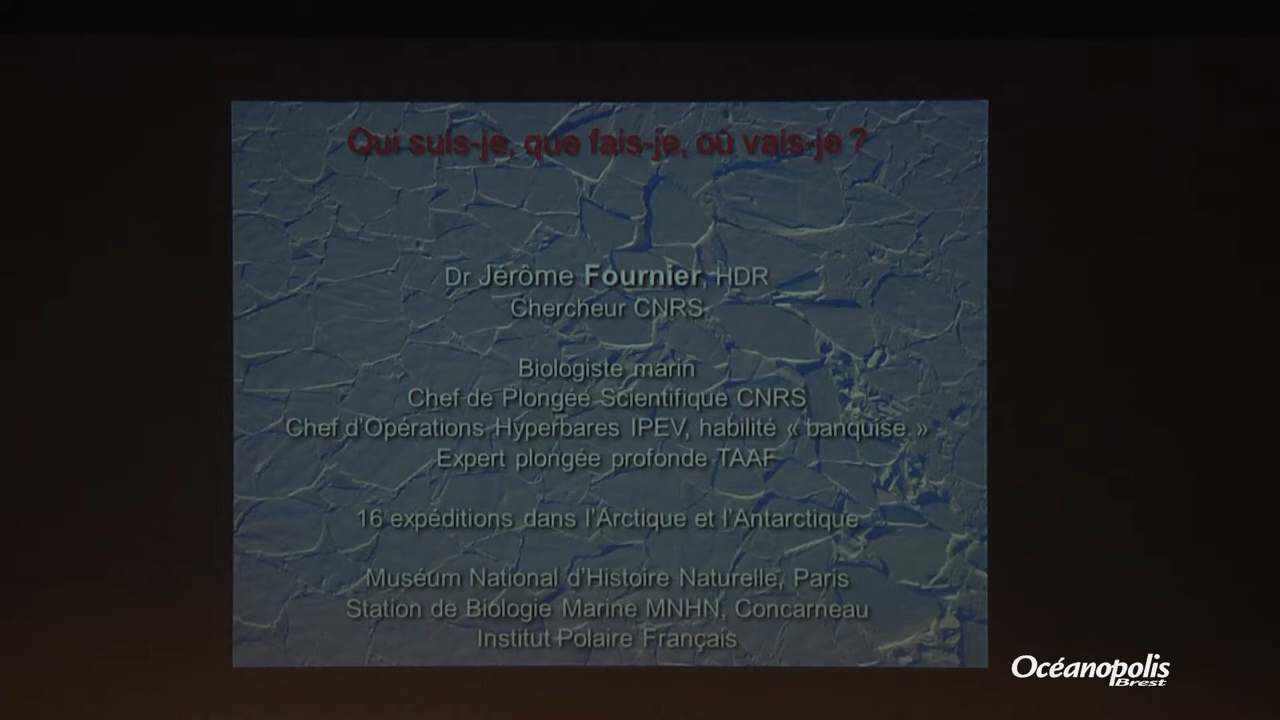 Qui suis-je, que fais-je, où vais-je ?
Dr Jérôme Fournier, HDR
Chercheur CNRS
Biologiste marin
Chef de Plongée Scientifique CNRS
Chef d'Opérations Hyperbares IPEV, habilité « banquise »
Expert plongée profonde TAAF
16 expéditions dans l'Arctique et l'Antarctique
Muséum National d'Histoire Naturelle, Paris
Station de Biologie Marine MNHN, Concarneau
Institut Polaire Français
Océanopolis
Brest